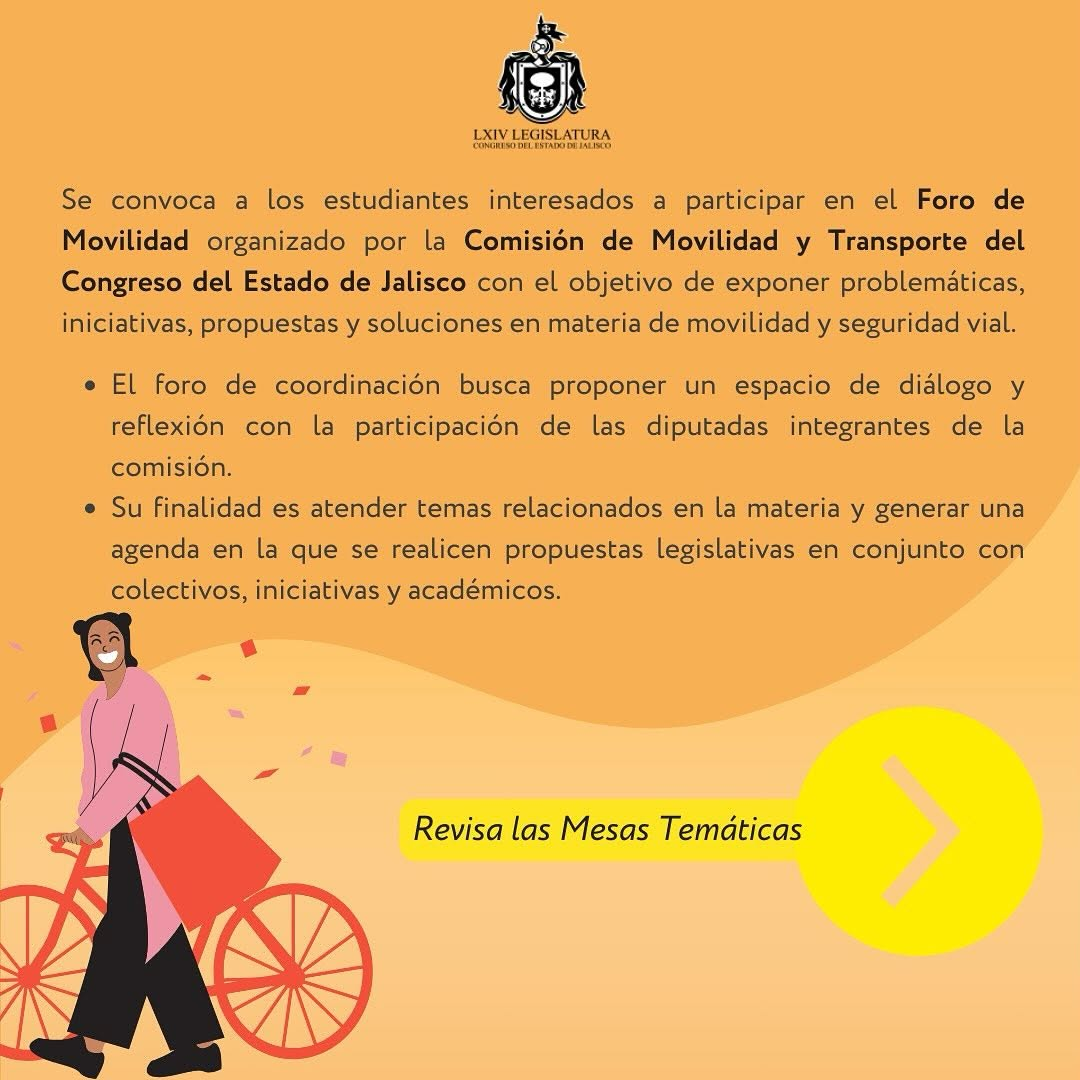 LXIV LEGISLATURA
CONGRESO DEL ESTADO DE JALISCO
Se convoca a los estudiantes interesados a participar en el Foro de
Movilidad organizado por la Comisión de Movilidad y Transporte del
Congreso del Estado de Jalisco con el objetivo de exponer problemáticas,
iniciativas, propuestas y soluciones en materia de movilidad y seguridad vial.
• El foro de coordinación busca proponer un espacio de diálogo y
reflexión con la participación de las diputadas integrantes de la
comisión.
• Su finalidad es atender temas relacionados en la materia y generar una
agenda en la que se realicen propuestas legislativas en conjunto con
colectivos, iniciativas y académicos.
Revisa las Mesas Temáticas